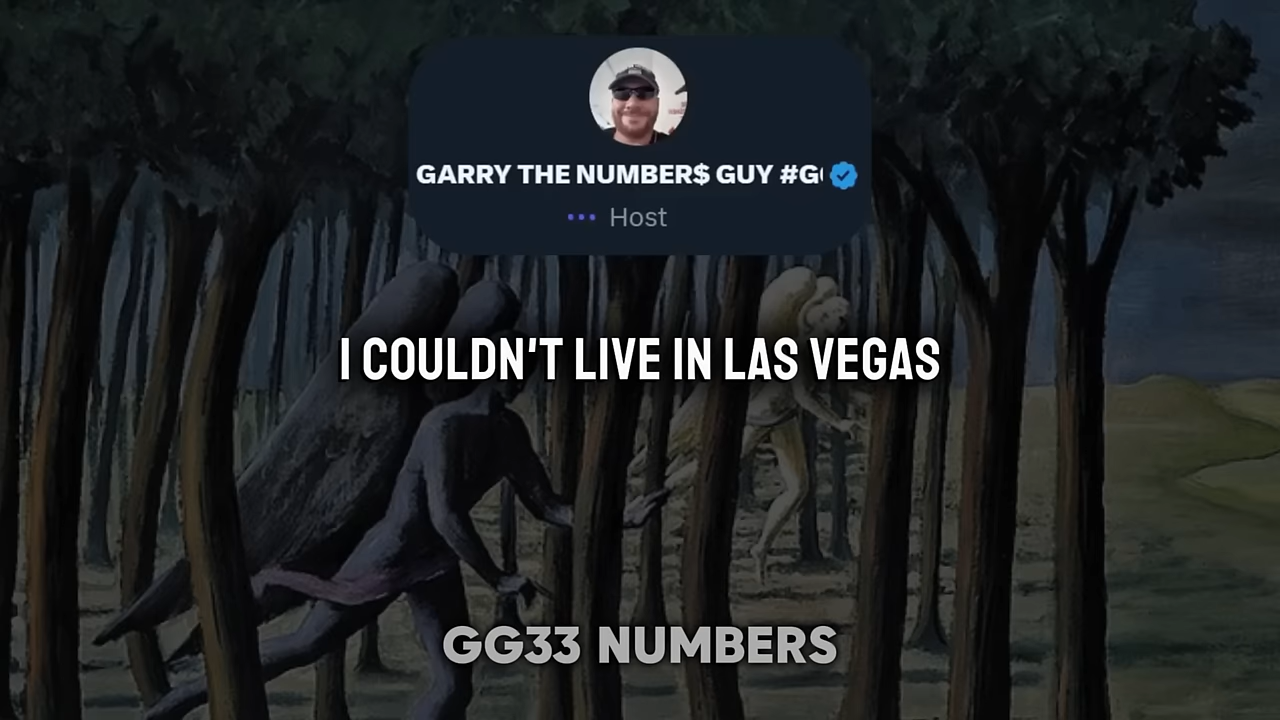 GARRY THE NUMBER$ GUY #G
Host
I COULDN'T LIVE IN LAS VEGAS
GG33 NUMBERS